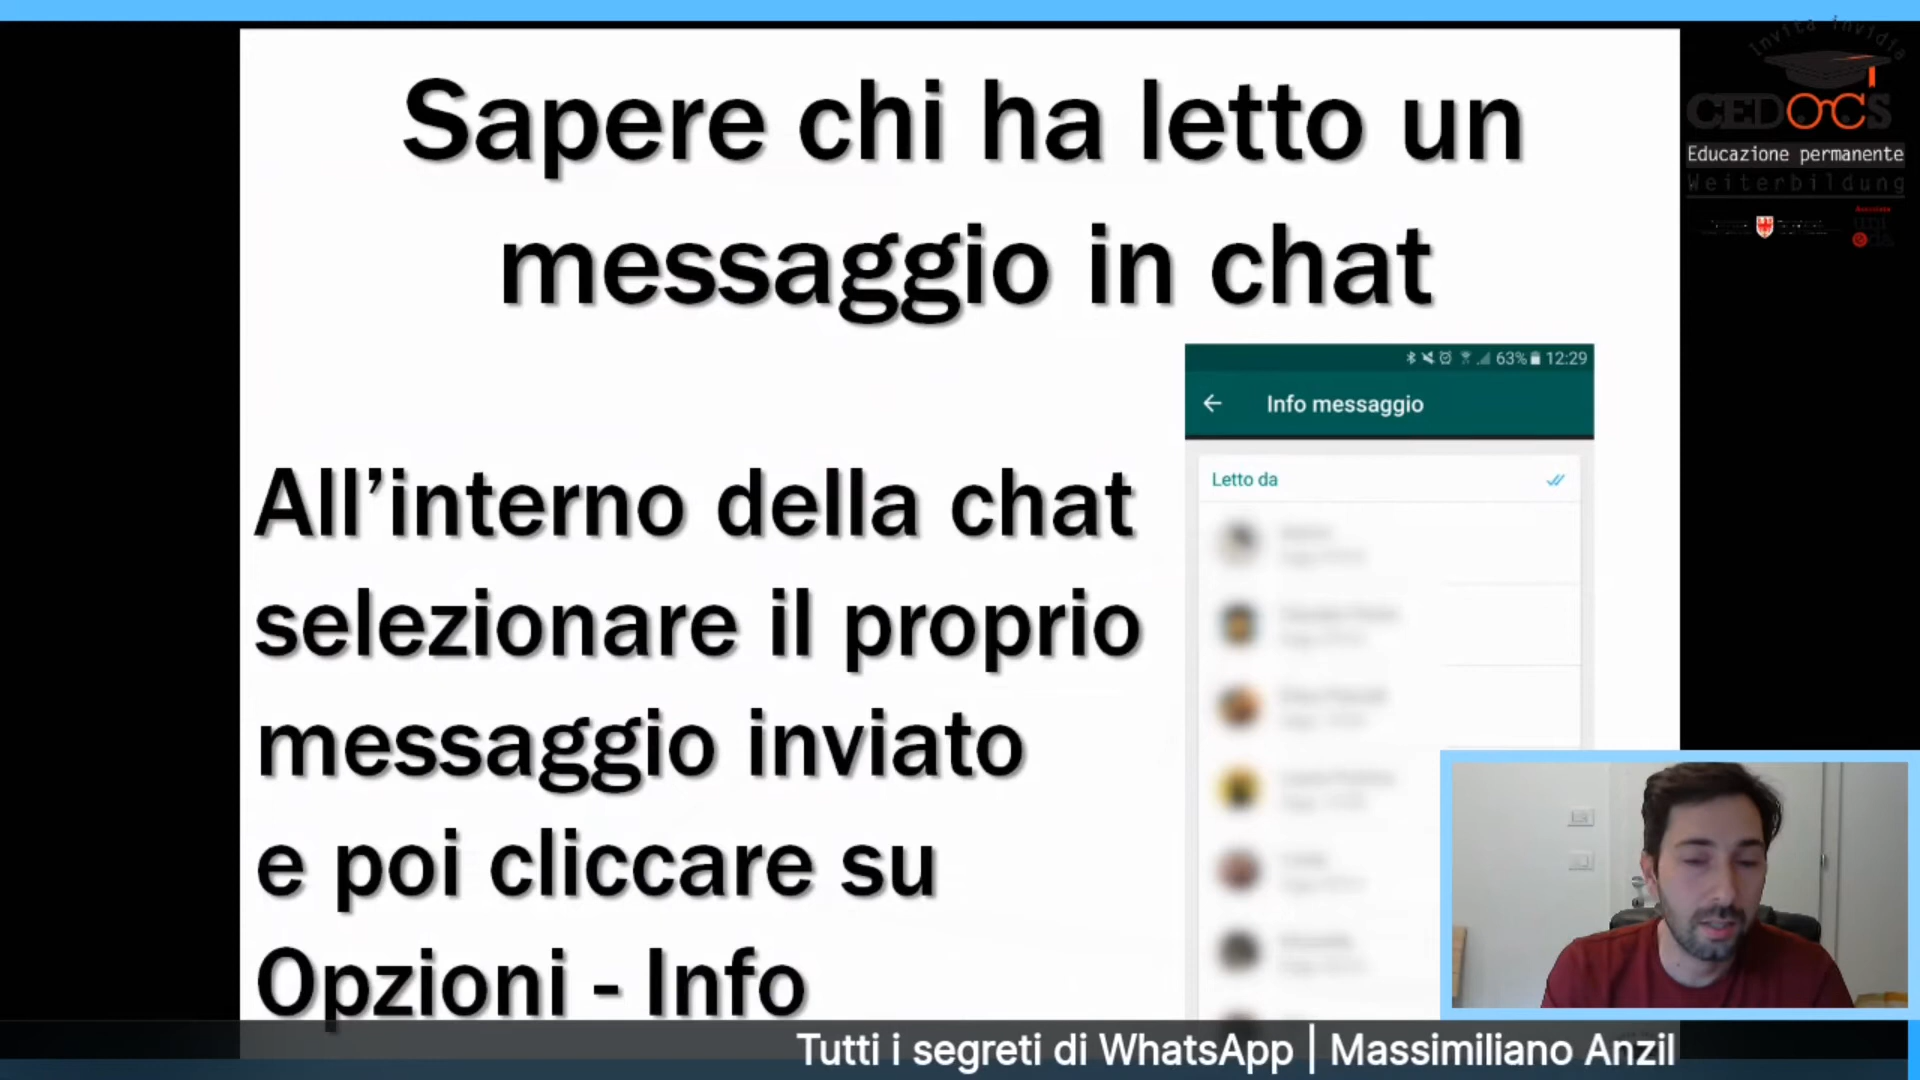 Invita invidia
CEDOCS
Educazione permanente
Weiterbildung
Sapere chi ha letto un
messaggio in chat
63% 12:29
Info messaggio
Letto da
All’interno della chat
selezionare il proprio
messaggio inviato
e poi cliccare su
Opzioni - Info
Tutti i segreti di WhatsApp | Massimiliano Anzil